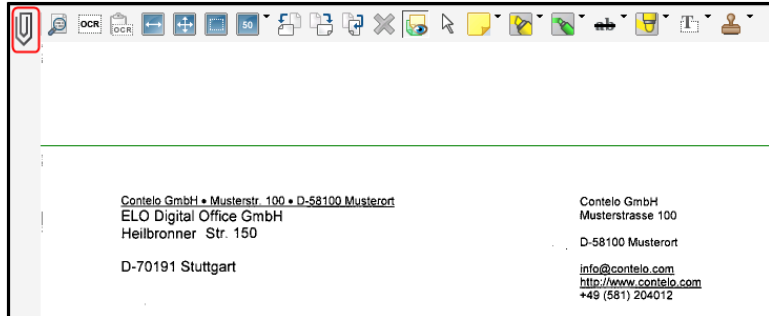 OCR
OCR
50
ab
T
Contelo GmbH • Musterstr. 100 • D-58100 Musterort
ELO Digital Office GmbH
Heilbronner Str. 150
D-70191 Stuttgart
Contelo GmbH
Musterstrasse 100
D-58100 Musterort
info@contelo.com
http://www.contelo.com
+49 (581) 204012